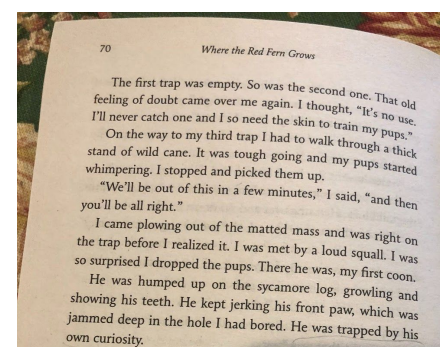 70
Where the Red Fern Grows
The first trap was empty. So was the second one. That old
feeling of doubt came over me again. I thought, "It's no use.
I'll never catch one and I so need the skin to train my pups."
On the way to my third trap I had to walk through a thick
stand of wild cane. It was tough going and my pups started
whimpering. I stopped and picked them up.
"We'll be out of this in a few minutes," I said, "and then
you'll be all right."
I came plowing out of the matted mass and was right on
the trap before I realized it. I was met by a loud squall. I was
so surprised I dropped the pups. There he was, my first coon.
He was humped up on the sycamore log, growling and
showing his teeth. He kept jerking his front paw, which was
jammed deep in the hole I had bored. He was trapped by his
own curiosity.